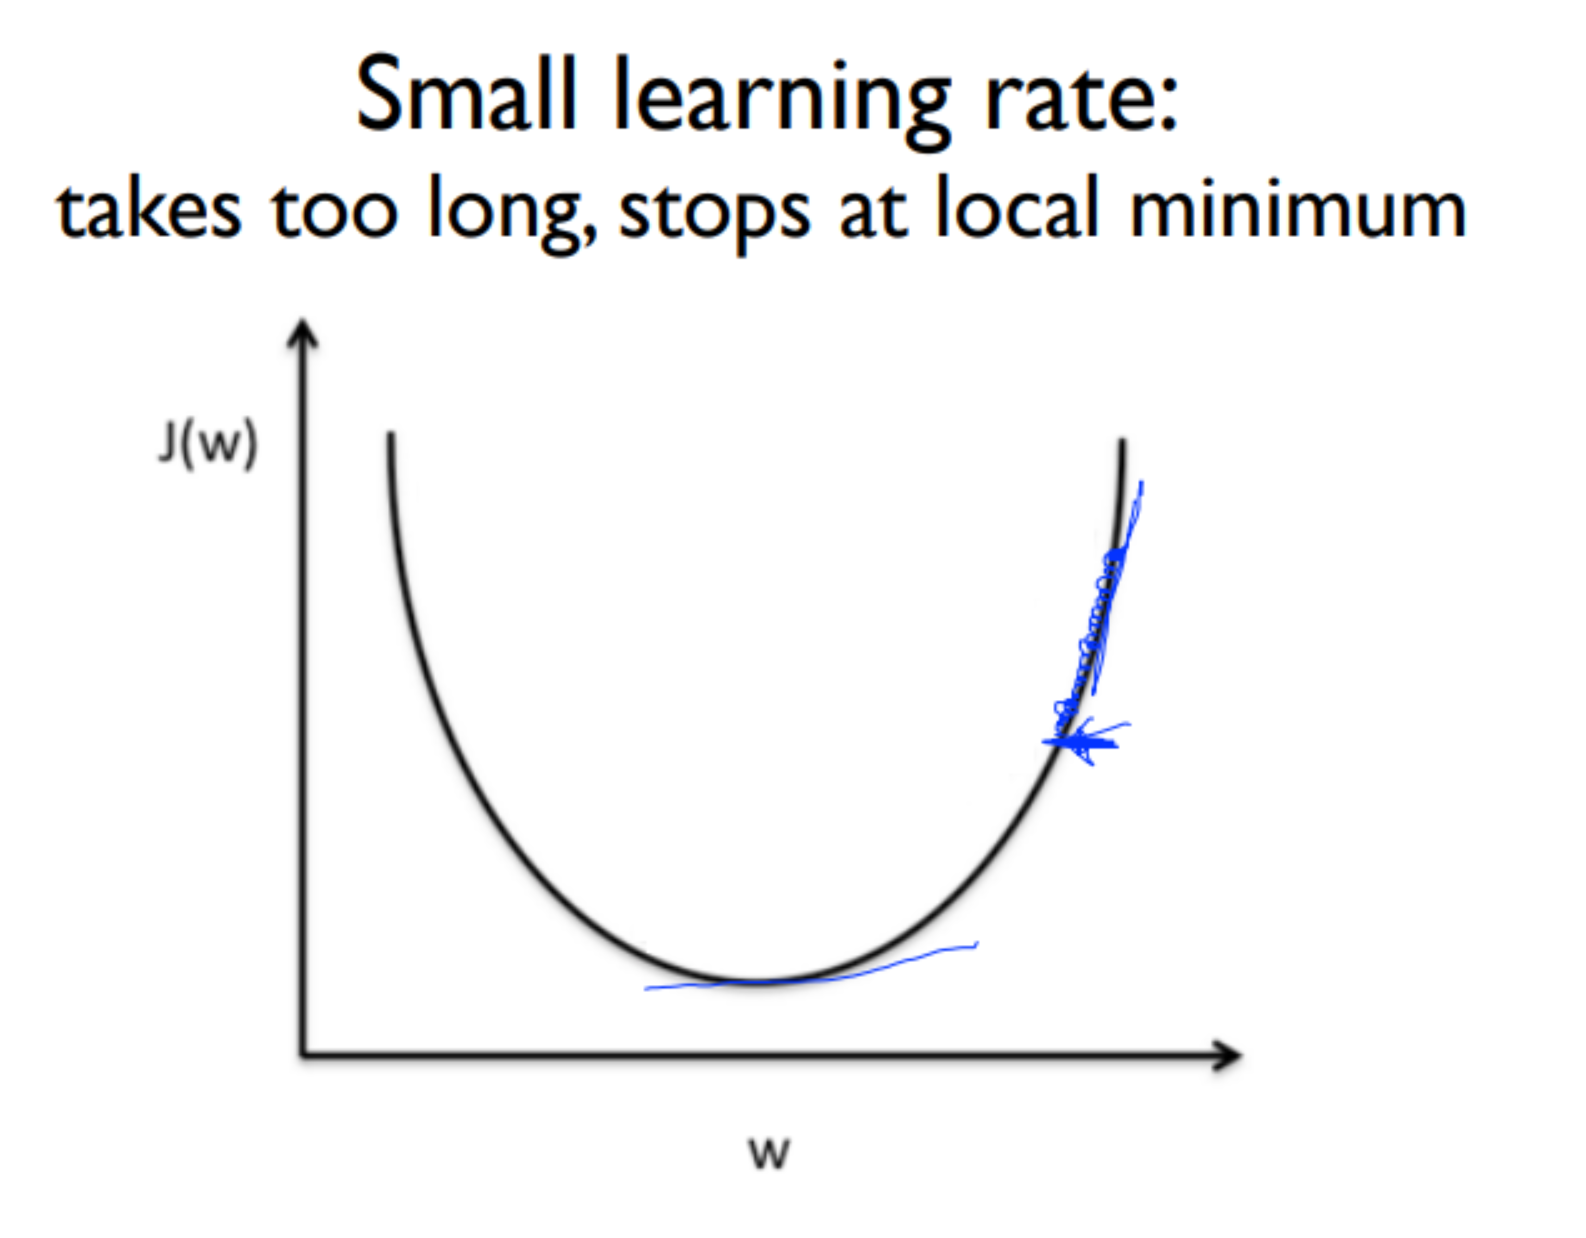 Small learning rate:
takes too long, stops at local minimum
J(w)
w